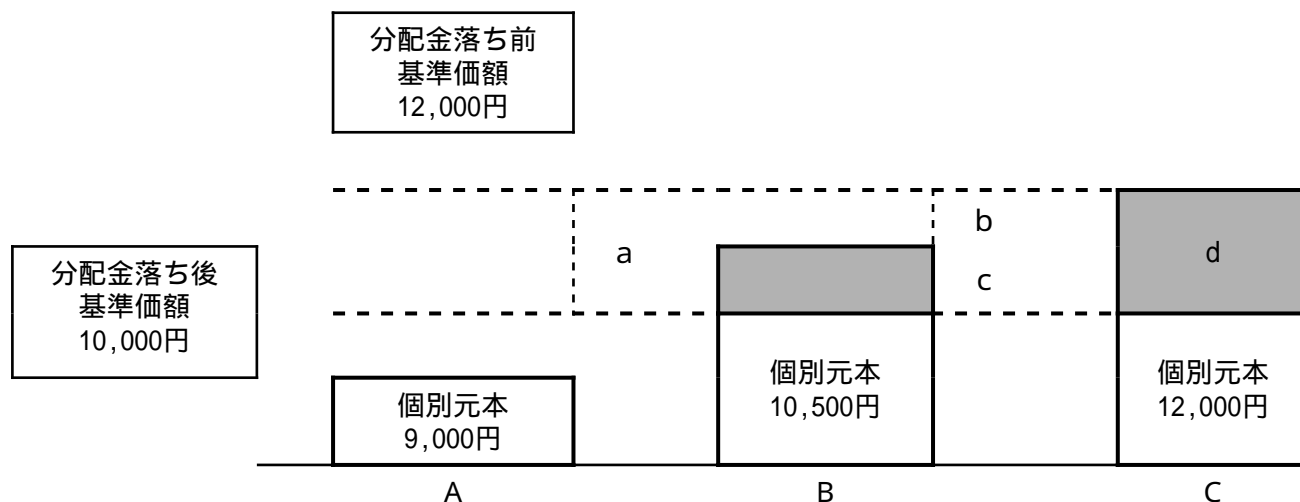 分配金落ち前
基準価額
12,000円
分配金落ち後
基準価額
10,000円
a
b
c
d
個別元本
9,000円
個別元本
10,500円
個別元本
12,000円
A
B
C